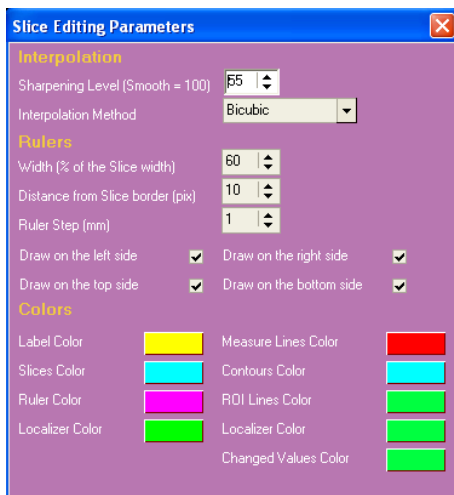 Slice Editing Parameters
Interpolation
Sharpening Level (Smooth = 100) 55
Interpolation Method Bicubic
Rulers
Width (% of the Slice width) 60
Distance from Slice border (pix) 10
Ruler Step (mm) 1
Draw on the left side Draw on the right side
Draw on the top side Draw on the bottom side
Colors
Label Color Measure Lines Color
Slices Color Contours Color
Ruler Color ROI Lines Color
Localizer Color Localizer Color
Changed Values Color